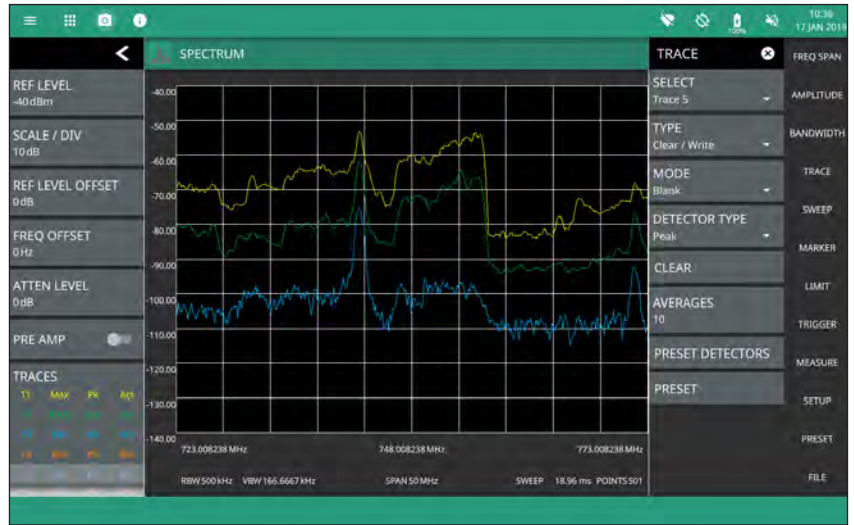 10:36
100%
17 JAN 2019
SPECTRUM
TRACE
FREQ SPAN
REF LEVEL
-40 dBm
SCALE / DIV
10 dB
REF LEVEL OFFSET
0 dB
FREQ OFFSET
0 Hz
ATTEN LEVEL
0 dB
PRE AMP
TRACES
T1 Max Pk Act
-40.00
-50.00
-60.00
-70.00
-80.00
-90.00
-100.00
-110.00
-120.00
-130.00
-140.00
723.008238 MHz 748.008238 MHz 773.008238 MHz
RBW 500 kHz VBW 166.6667 kHz SPAN 50 MHz SWEEP 18.96 ms POINTS 501
SELECT
Trace 5
TYPE
Clear / Write
MODE
Blank
DETECTOR TYPE
Peak
CLEAR
AVERAGES
10
PRESET DETECTORS
PRESET
AMPLITUDE
BANDWIDTH
TRACE
SWEEP
MARKER
LIMIT
TRIGGER
MEASURE
SETUP
PRESET
FILE